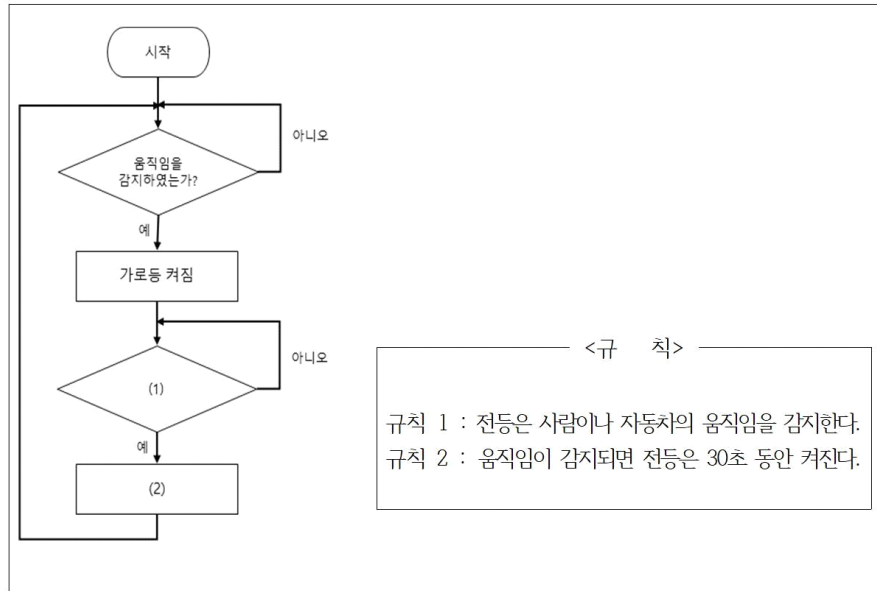 시작
아니오
움직임을
감지하였는가?
예
가로등 켜짐
아니오
(1)
예
(2)
<규 칙>
규칙 1 : 전등은 사람이나 자동차의 움직임을 감지한다.
규칙 2 : 움직임이 감지되면 전등은 30초 동안 켜진다.